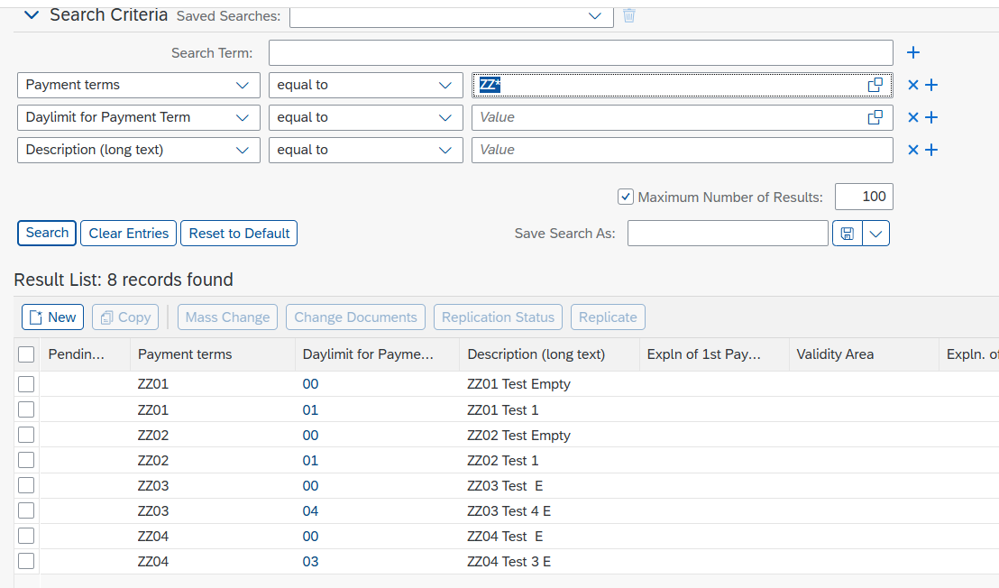 Search Criteria Saved Searches:
Search Term:
Payment terms equal to ZZ*
Daylimit for Payment Term equal to Value
Description (long text) equal to Value
Maximum Number of Results: 100
Search Clear Entries Reset to Default Save Search As:
Result List: 8 records found
New Copy Mass Change Change Documents Replication Status Replicate
Pendin... Payment terms Daylimit for Payme... Description (long text) Expln of 1st Pay... Validity Area Expln. of
ZZ01 00 ZZ01 Test Empty
ZZ01 01 ZZ01 Test 1
ZZ02 00 ZZ02 Test Empty
ZZ02 01 ZZ02 Test 1
ZZ03 00 ZZ03 Test  E
ZZ03 04 ZZ03 Test 4 E
ZZ04 00 ZZ04 Test  E
ZZ04 03 ZZ04 Test 3 E